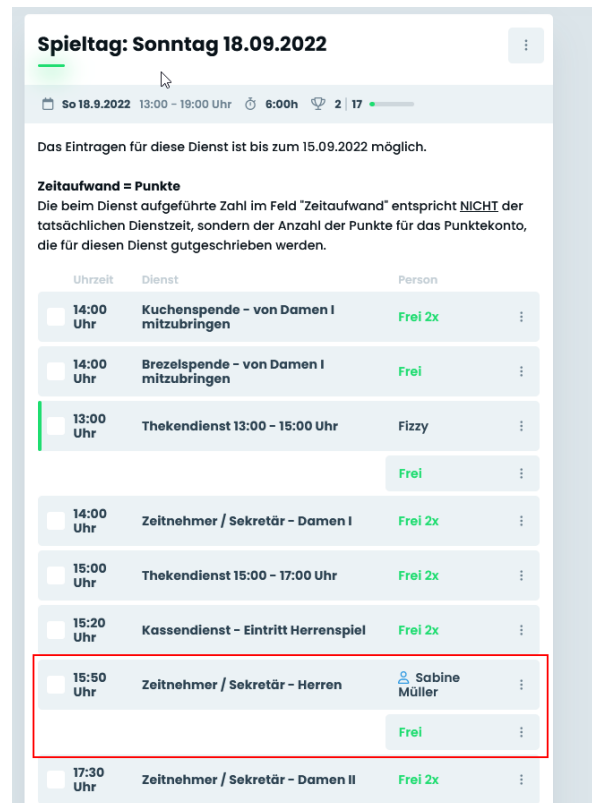 Spieltag: Sonntag 18.09.2022
So 18.9.2022 13:00 - 19:00 Uhr 6:00h 2 | 17
Das Eintragen für diese Dienst ist bis zum 15.09.2022 möglich.
Zeitaufwand = Punkte
Die beim Dienst aufgeführte Zahl im Feld "Zeitaufwand" entspricht NICHT der
tatsächlichen Dienstzeit, sondern der Anzahl der Punkte für das Punktekonto,
die für diesen Dienst gutgeschrieben werden.
Uhrzeit Dienst Person
14:00 Uhr Kuchenspende - von Damen I mitzubringen Frei 2x
14:00 Uhr Brezelspende - von Damen I mitzubringen Frei
13:00 Uhr Thekendienst 13:00 - 15:00 Uhr Fizzy
Frei
14:00 Uhr Zeitnehmer / Sekretär - Damen I Frei 2x
15:00 Uhr Thekendienst 15:00 - 17:00 Uhr Frei 2x
15:20 Uhr Kassendienst - Eintritt Herrenspiel Frei 2x
15:50 Uhr Zeitnehmer / Sekretär - Herren Sabine Müller
Frei
17:30 Uhr Zeitnehmer / Sekretär - Damen II Frei 2x